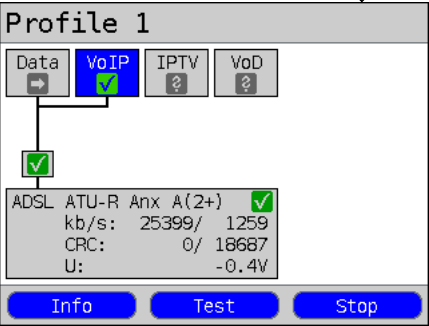 Profile 1
Data VoIP IPTV VoD
ADSL ATU-R Anx A(2+)
kb/s: 25399/ 1259
CRC: 0/ 18687
U: -0.4V
Info Test Stop